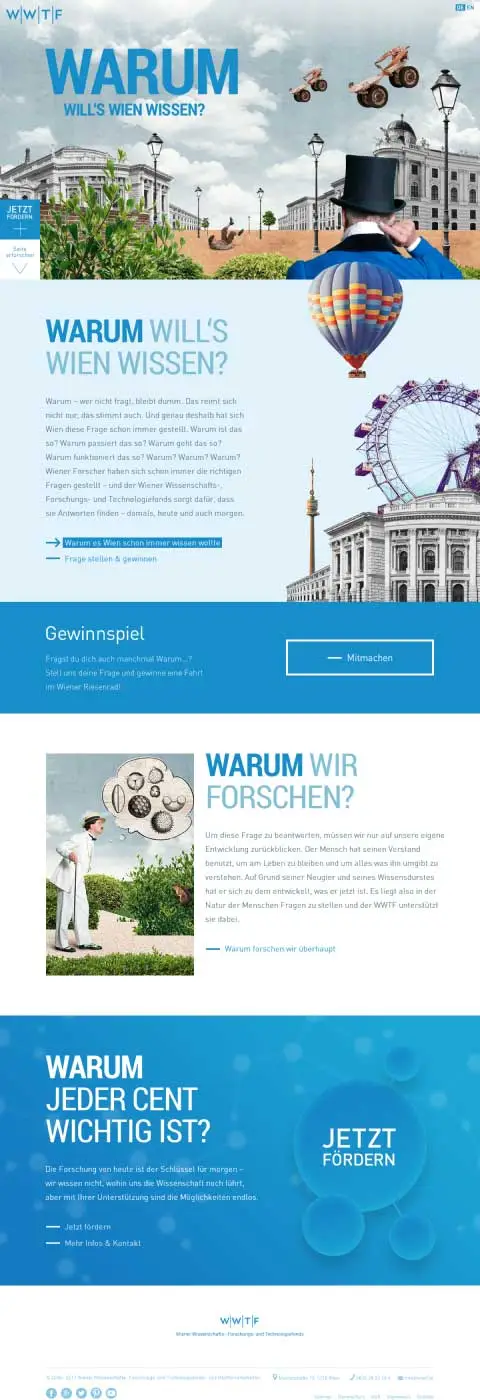 W|W|T|F
DE EN
WARUM
WILL'S WIEN WISSEN?
JETZT
FÖRDERN
Seite
erforschen
WARUM WILL'S
WIEN WISSEN?
Warum – wer nicht fragt, bleibt dumm. Das reimt sich
nicht nur, das stimmt auch. Und genau deshalb hat sich
Wien diese Frage schon immer gestellt. Warum ist das
so? Warum passiert das so? Warum geht das so?
Warum funktioniert das so? Warum? Warum? Warum?
Wiener Forscher haben sich schon immer die richtigen
Fragen gestellt – und der Wiener Wissenschafts-,
Forschungs- und Technologiefonds sorgt dafür, dass
sie Antworten finden – damals, heute und auch morgen.
Warum es Wien schon immer wissen wollte
Frage stellen & gewinnen
Gewinnspiel
Fragst du dich auch manchmal Warum...?
Stell uns deine Frage und gewinne eine Fahrt
im Wiener Riesenrad!
Mitmachen
WARUM WIR
FORSCHEN?
Um diese Frage zu beantworten, müssen wir nur auf unsere eigene
Entwicklung zurückblicken. Der Mensch hat seinen Verstand
benutzt, um am Leben zu bleiben und um alles was ihn umgibt zu
verstehen. Auf Grund seiner Neugier und seines Wissensdurstes
hat er sich zu dem entwickelt, was er jetzt ist. Es liegt also in der
Natur der Menschen Fragen zu stellen und der WWTF unterstützt
sie dabei.
Warum forschen wir überhaupt
WARUM
JEDER CENT
WICHTIG IST?
Die Forschung von heute ist der Schlüssel für morgen –
wir wissen nicht, wohin uns die Wissenschaft noch führt,
aber mit Ihrer Unterstützung sind die Möglichkeiten endlos.
Jetzt fördern
Mehr Infos & Kontakt
JETZT
FÖRDERN
W|W|T|F
Wiener Wissenschafts-, Forschungs- und Technologiefonds